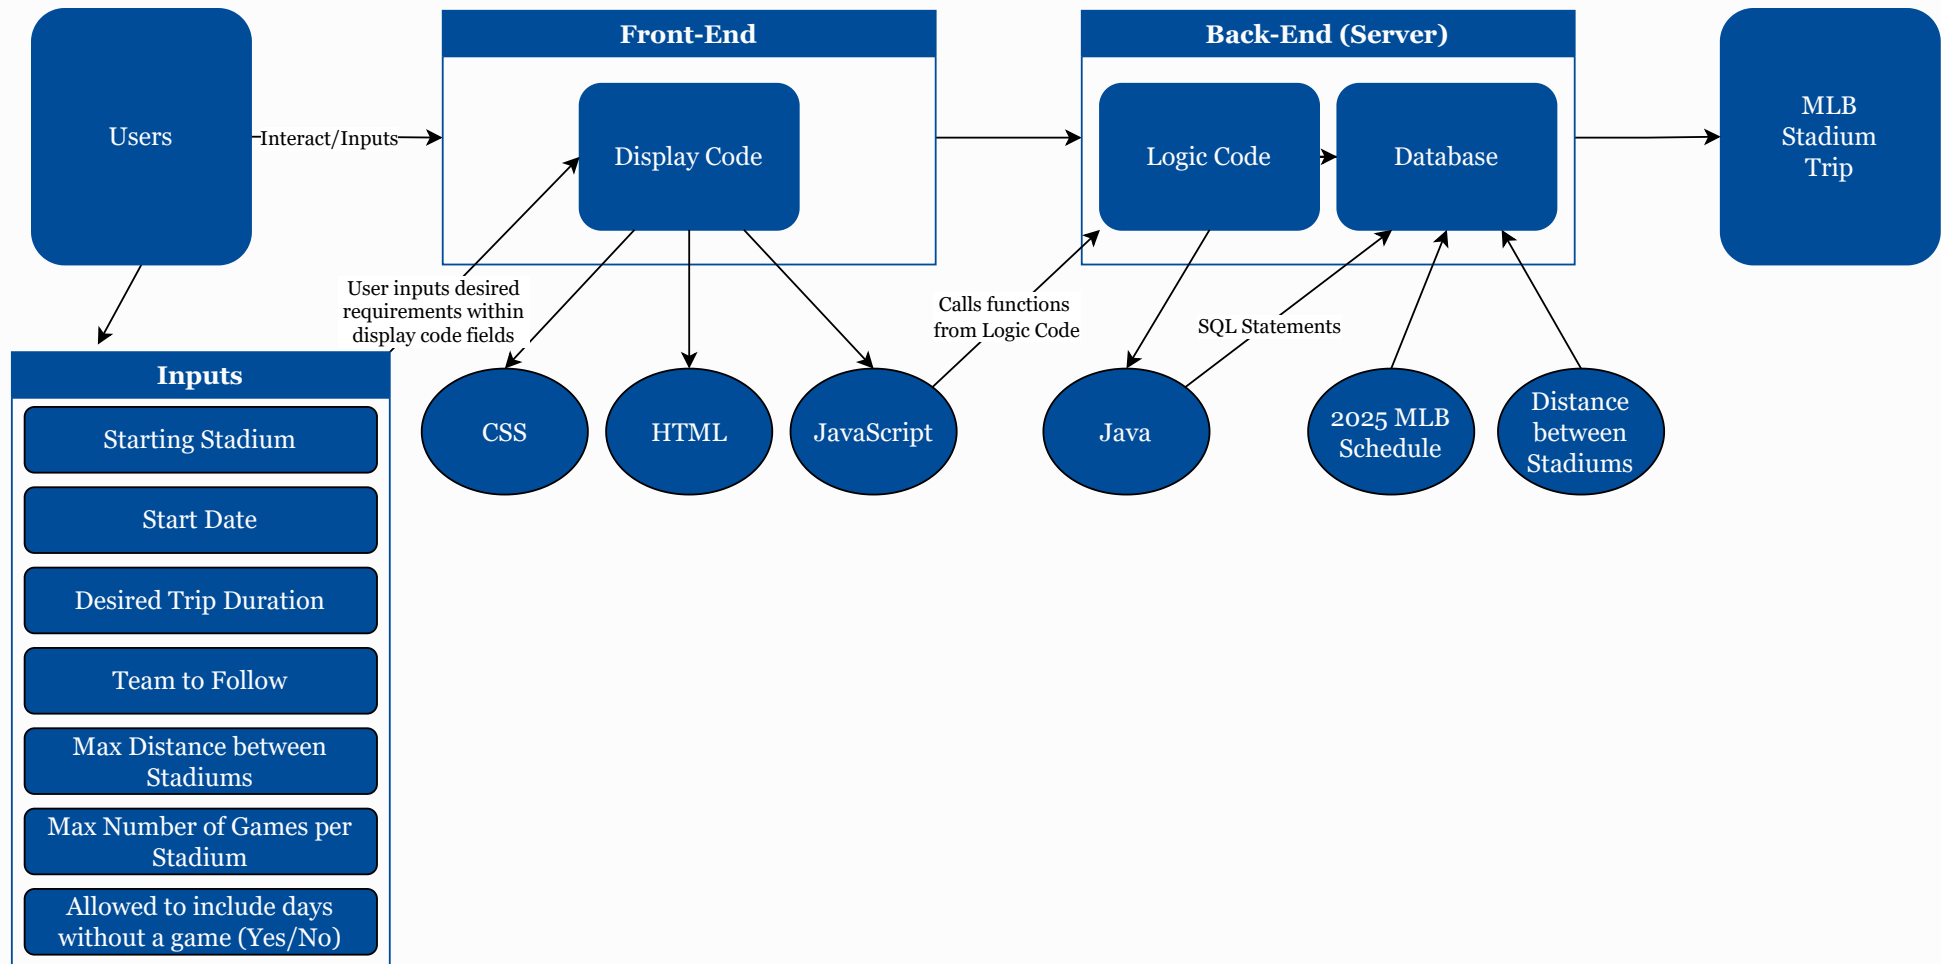 Users
Interact/Inputs
Front-End
Display Code
Back-End (Server)
Logic Code
Database
MLB
Stadium
Trip
User inputs desired
requirements within
display code fields
Calls functions
from Logic Code
SQL Statements
CSS
HTML
JavaScript
Java
2025 MLB
Schedule
Distance
between
Stadiums
Inputs
Starting Stadium
Start Date
Desired Trip Duration
Team to Follow
Max Distance between
Stadiums
Max Number of Games per
Stadium
Allowed to include days
without a game (Yes/No)